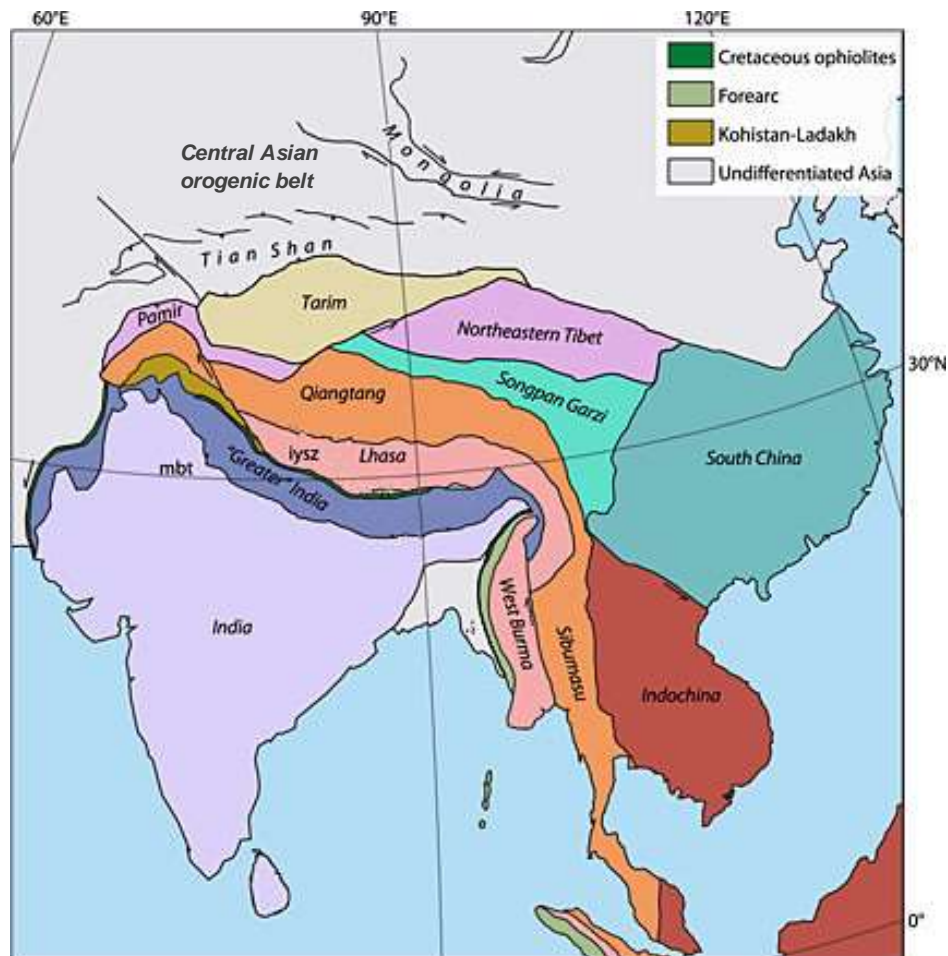 60°E
90°E
120°E
Cretaceous ophiolites
Forearc
Kohistan-Ladakh
Undifferentiated Asia
Mongolia
Central Asian
orogenic belt
Tian Shan
Tarim
Pamir
Northeastern Tibet
30°N
Qiangtang
Songpan Garzi
iysz
Lhasa
South China
mbt
"Greater" India
West Burma
India
Sibumasu
Indochina
0°